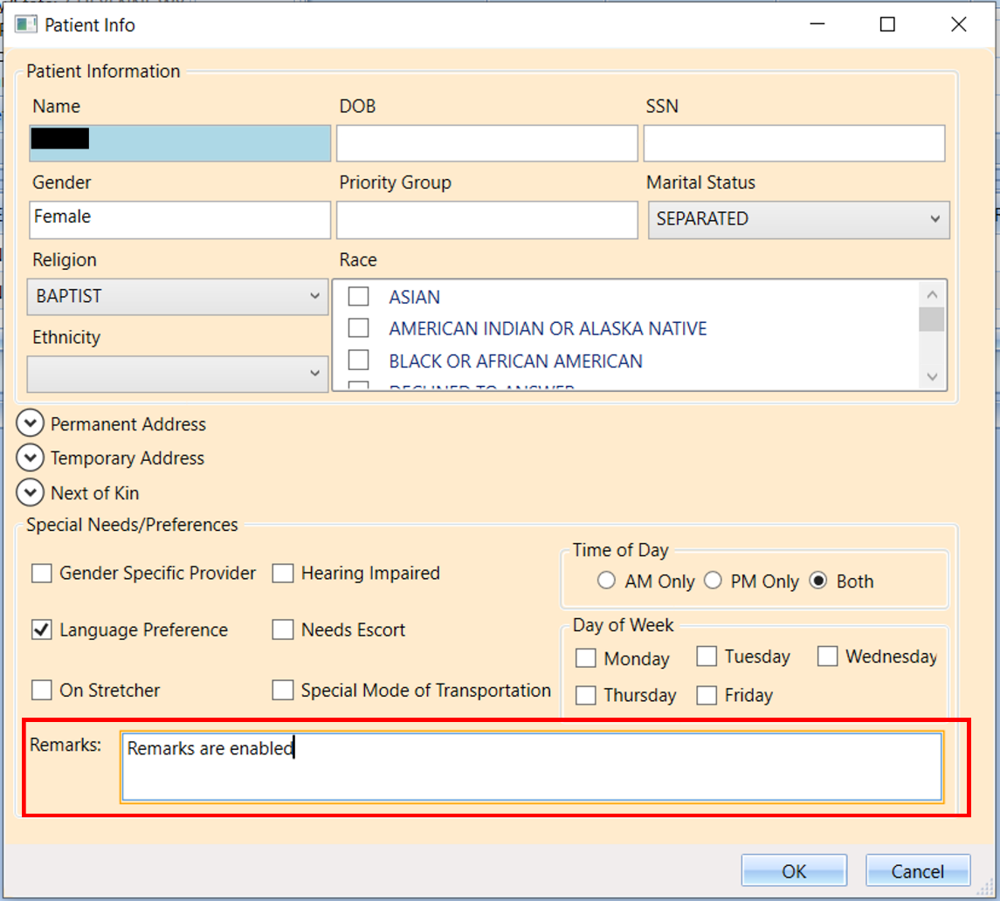 Patient Info
Patient Information
Name DOB SSN
Gender Priority Group Marital Status
Female SEPARATED
Religion Race
BAPTIST ASIAN
AMERICAN INDIAN OR ALASKA NATIVE
Ethnicity
BLACK OR AFRICAN AMERICAN
DECLINED TO ANSWER
Permanent Address
Temporary Address
Next of Kin
Special Needs/Preferences
Time of Day
Gender Specific Provider Hearing Impaired AM Only PM Only Both
Day of Week
Language Preference Needs Escort
Monday Tuesday Wednesday
On Stretcher Special Mode of Transportation Thursday Friday
Remarks: Remarks are enabled
OK Cancel